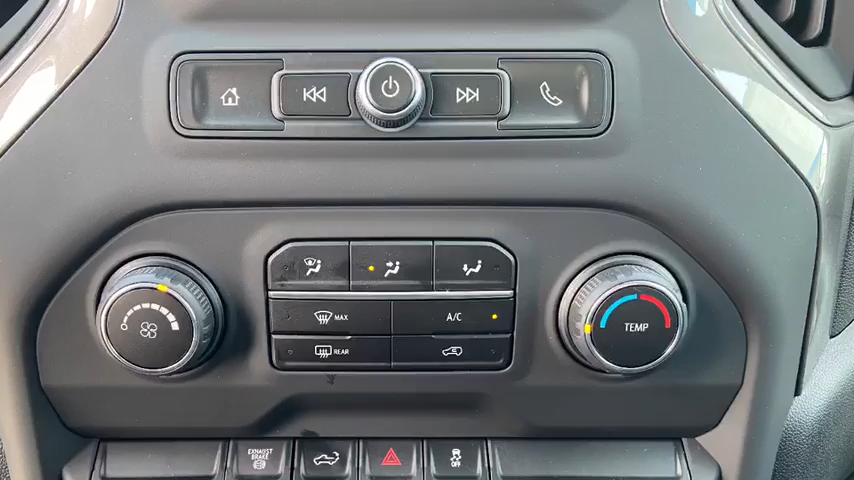 MAX
A/C
TEMP
REAR
EXHAUST
BRAKE
OFF